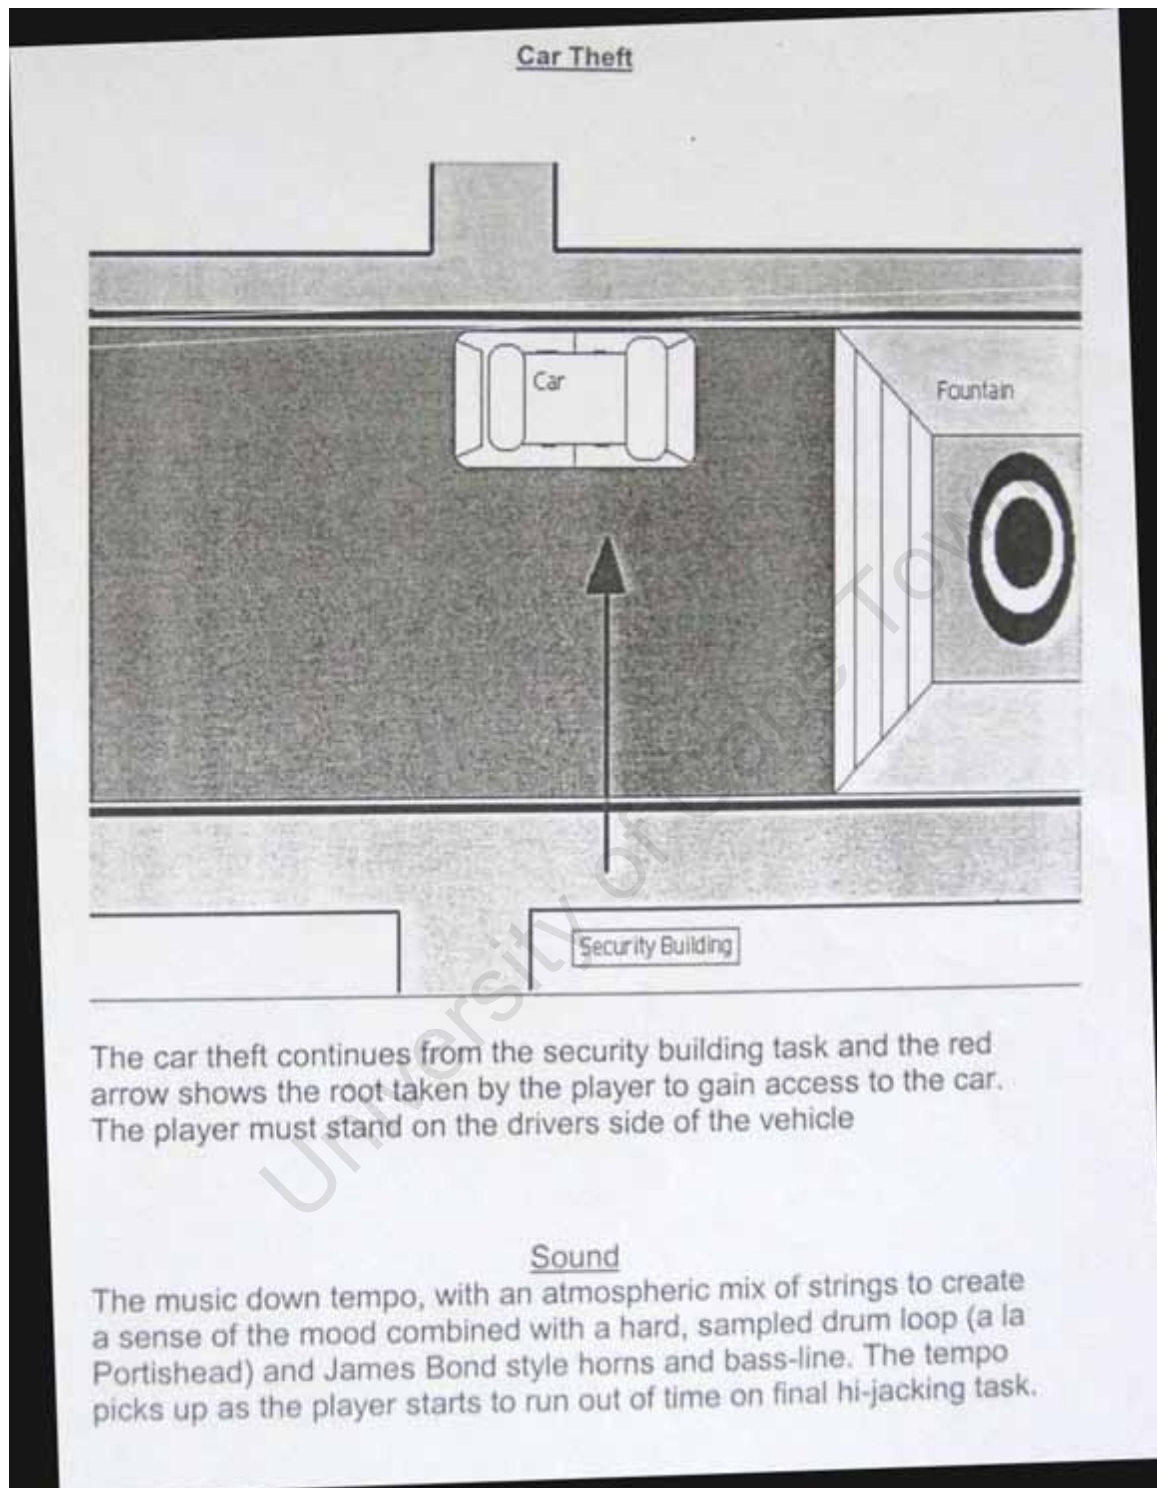 Car Theft
Car
Fountain
Security Building
The car theft continues from the security building task and the red
arrow shows the root taken by the player to gain access to the car.
The player must stand on the drivers side of the vehicle
Sound
The music down tempo, with an atmospheric mix of strings to create
a sense of the mood combined with a hard, sampled drum loop (a la
Portishead) and James Bond style horns and bass-line. The tempo
picks up as the player starts to run out of time on final hi-jacking task.
University of Cape Town